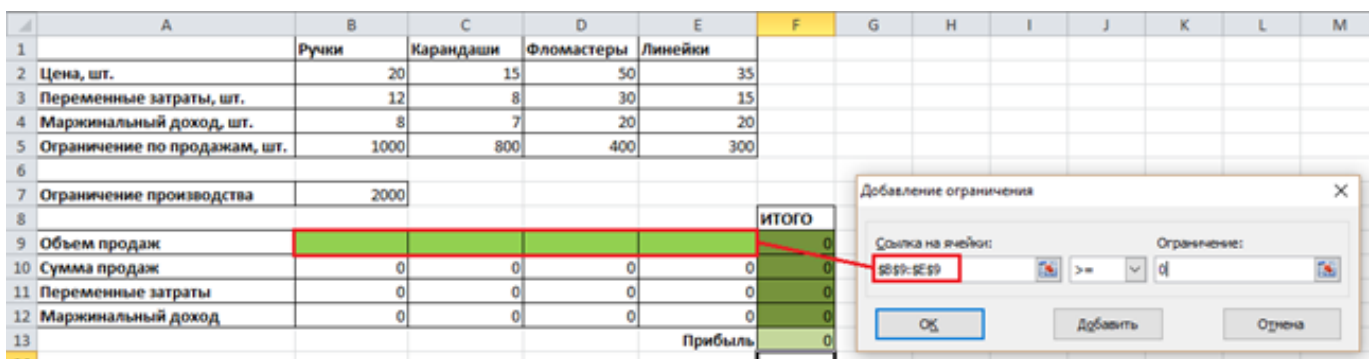 A B C D E F G H I J K L M
1 Ручки Карандаши Фломастеры Линейки
2 Цена, шт. 20 15 50 35
3 Переменные затраты, шт. 12 8 30 15
4 Маржинальный доход, шт. 8 7 20 20
5 Ограничение по продажам, шт. 1000 800 400 300
6
7 Ограничение производства 2000
8 ИТОГО
9 Объем продаж 0
10 Сумма продаж 0 0 0 0 0
11 Переменные затраты 0 0 0 0 0
12 Маржинальный доход 0 0 0 0 0
13 Прибыль 0
Добавление ограничения
Ссылка на ячейки: Ограничение:
$B$9:$E$9 >= 0
OK Добавить Отмена